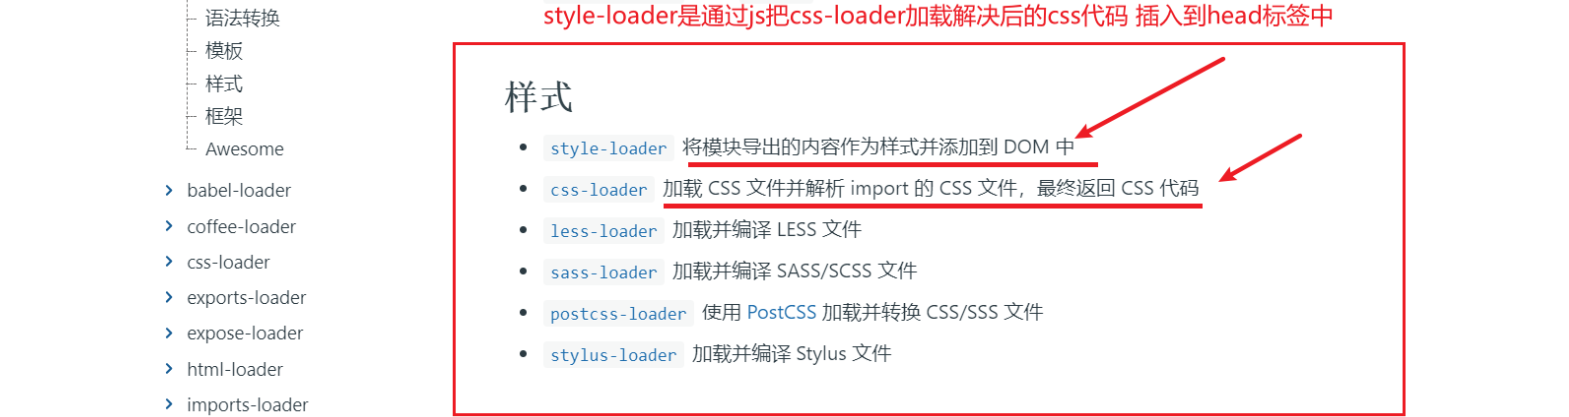 语法转换
模板
样式
框架
Awesome
babel-loader
coffee-loader
css-loader
exports-loader
expose-loader
html-loader
imports-loader
style-loader是通过js把css-loader加载解决后的css代码 插入到head标签中
样式
style-loader 将模块导出的内容作为样式并添加到 DOM 中
css-loader 加载 CSS 文件并解析 import 的 CSS 文件，最终返回 CSS 代码
less-loader 加载并编译 LESS 文件
sass-loader 加载并编译 SASS/SCSS 文件
postcss-loader 使用 PostCSS 加载并转换 CSS/SSS 文件
stylus-loader 加载并编译 Stylus 文件